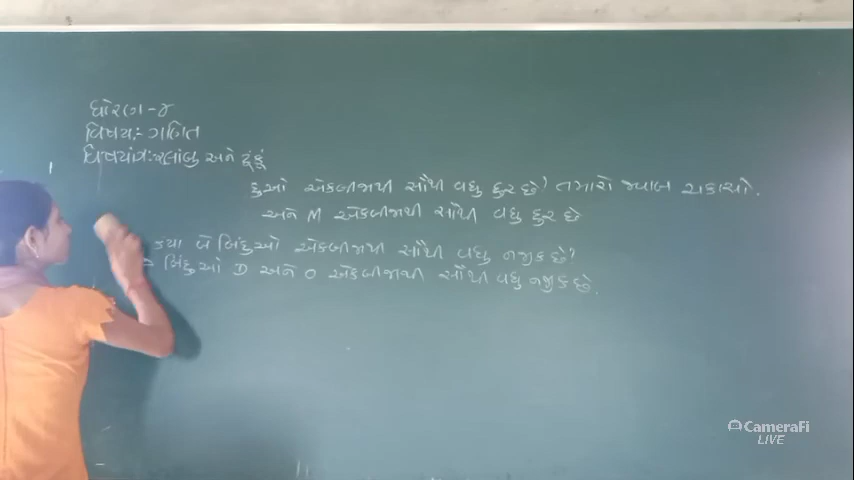 ધોરણ-૪
વિષય:- ગણિત
વિષયાંગ:- લાંબુ અને ટૂંકું
દુઓ એકબીજાથી સૌથી વધુ દુર છે? તમારો જવાબ ચકાસો.
અને M એકબીજાથી સૌથી વધુ દુર છે
કયા બે બિંદુઓ એકબીજાથી સૌથી વધુ નજીક છે?
બિંદુઓ D અને O એકબીજાથી સૌથી વધુ નજીક છે.
CameraFi
LIVE